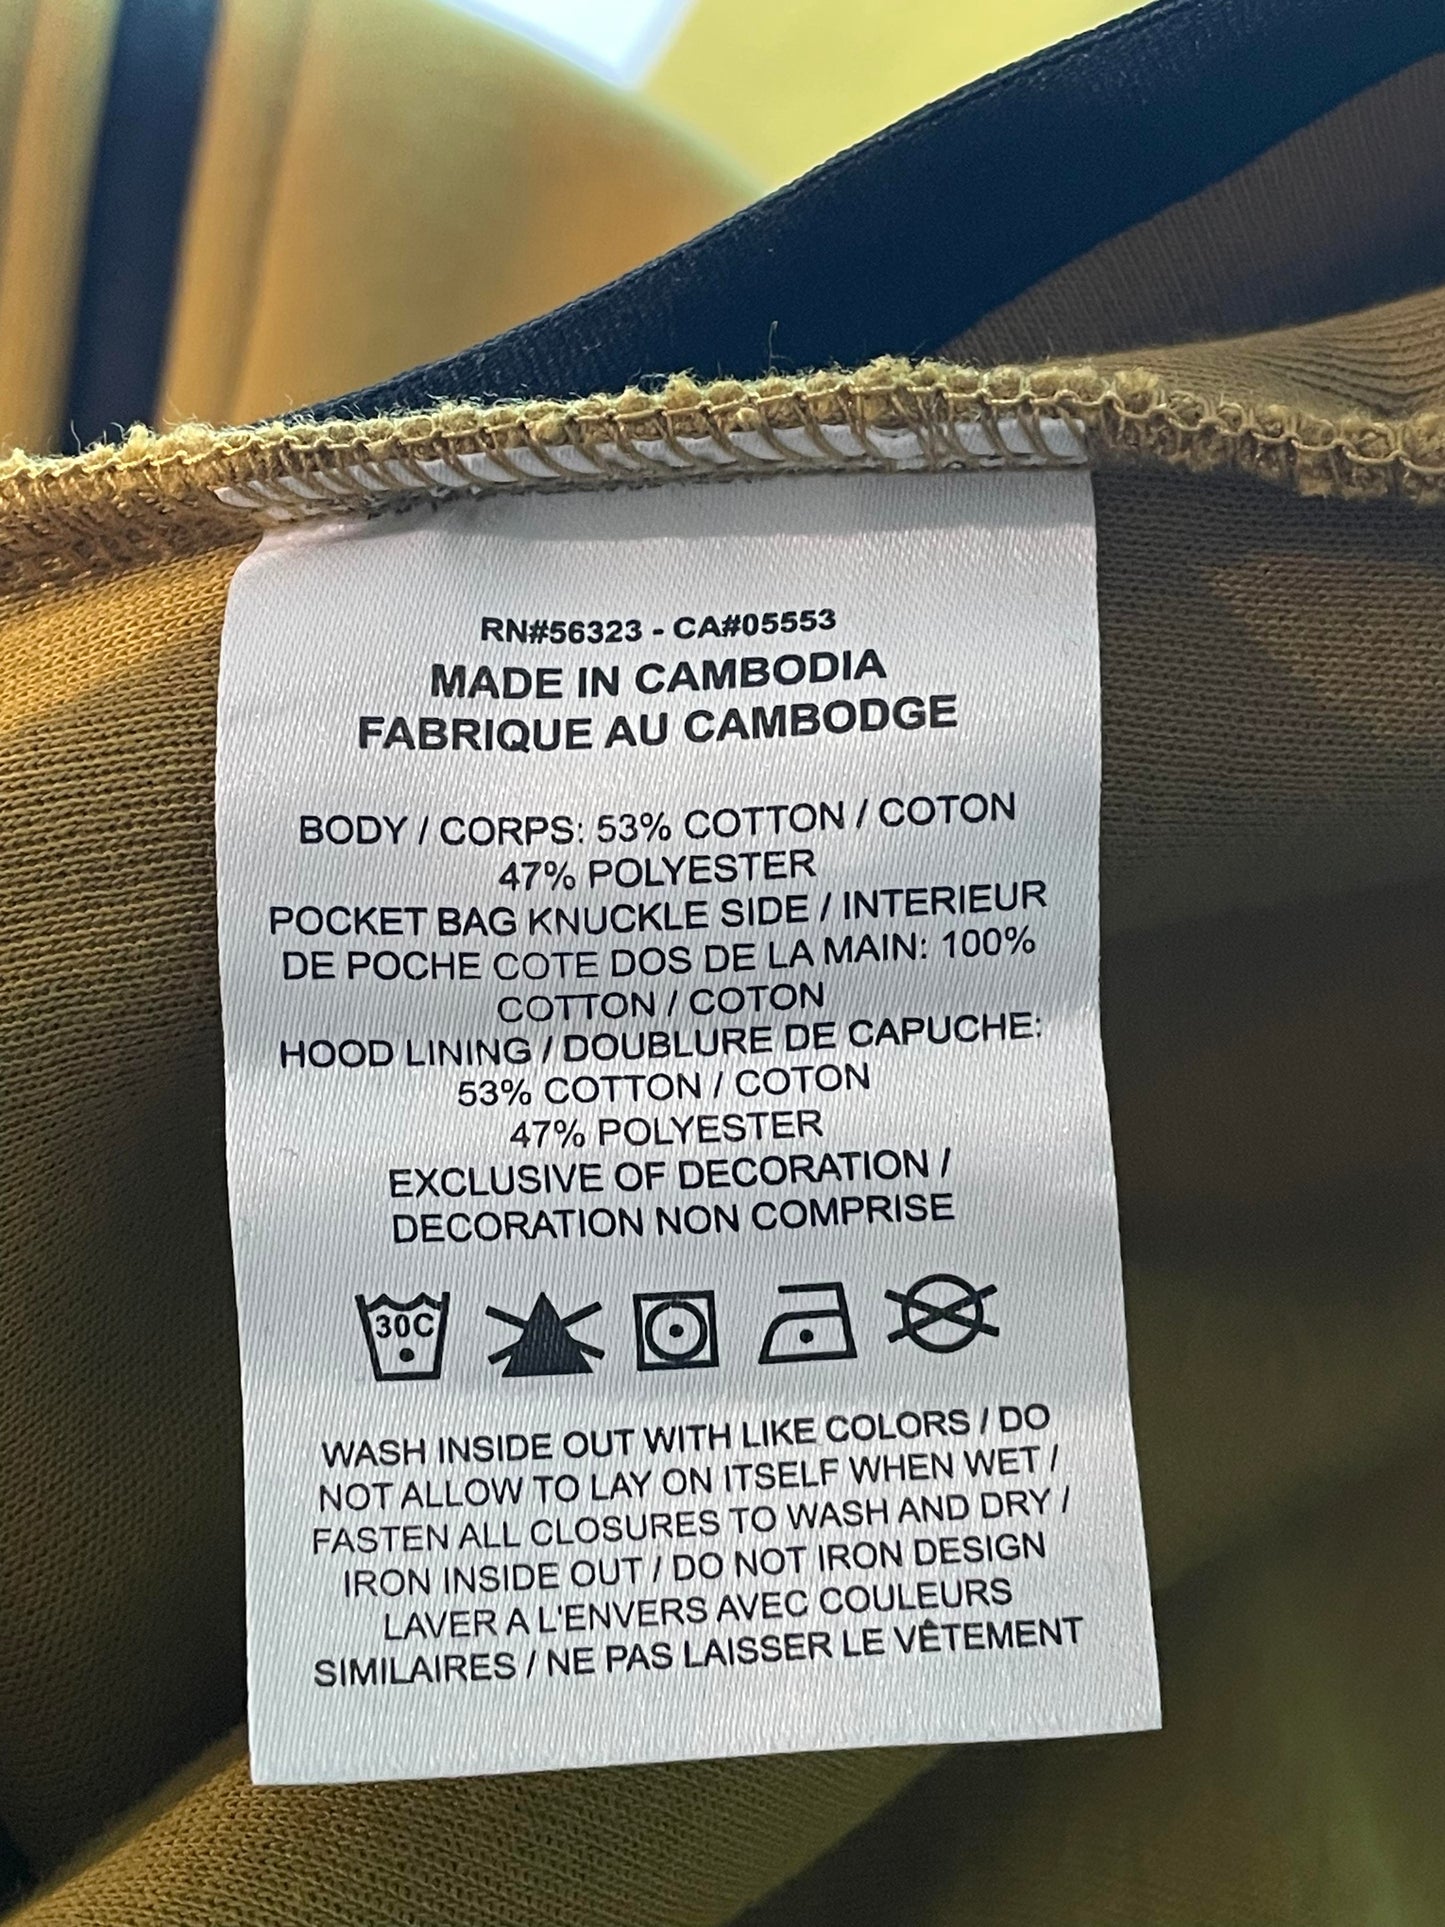 RN#56323 - CA#05553
MADE IN CAMBODIA
FABRIQUE AU CAMBODGE
BODY / CORPS: 53% COTTON / COTON
47% POLYESTER
POCKET BAG KNUCKLE SIDE / INTERIEUR
DE POCHE COTE DOS DE LA MAIN: 100%
COTTON / COTON
HOOD LINING / DOUBLURE DE CAPUCHE:
53% COTTON / COTON
47% POLYESTER
EXCLUSIVE OF DECORATION /
DECORATION NON COMPRISE
30C
WASH INSIDE OUT WITH LIKE COLORS / DO
NOT ALLOW TO LAY ON ITSELF WHEN WET /
FASTEN ALL CLOSURES TO WASH AND DRY /
IRON INSIDE OUT / DO NOT IRON DESIGN
LAVER A L'ENVERS AVEC COULEURS
SIMILAIRES / NE PAS LAISSER LE VÊTEMENT